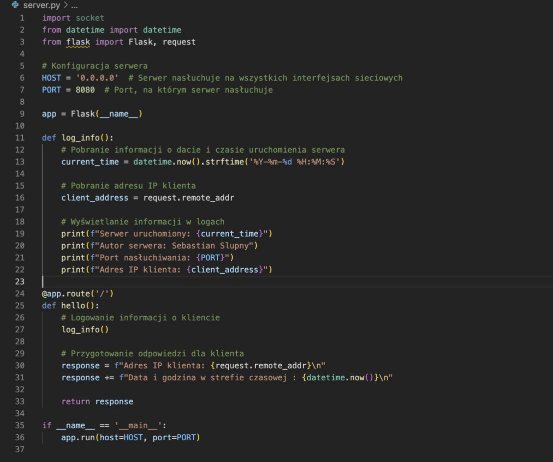 server.py > ...
1 import socket
2 from datetime import datetime
3 from flask import Flask, request
4
5 # Konfiguracja serwera
6 HOST = '0.0.0.0'  # Serwer nasłuchuje na wszystkich interfejsach sieciowych
7 PORT = 8080  # Port, na którym serwer nasłuchuje
8
9 app = Flask(__name__)
10
11 def log_info():
12     # Pobranie informacji o dacie i czasie uruchomienia serwera
13     current_time = datetime.now().strftime('%Y-%m-%d %H:%M:%S')
14
15     # Pobranie adresu IP klienta
16     client_address = request.remote_addr
17
18     # Wyświetlanie informacji w logach
19     print(f"Serwer uruchomiony: {current_time}")
20     print(f"Autor serwera: Sebastian Slupny")
21     print(f"Port nasłuchiwania: {PORT}")
22     print(f"Adres IP klienta: {client_address}")
23
24 @app.route('/')
25 def hello():
26     # Logowanie informacji o kliencie
27     log_info()
28
29     # Przygotowanie odpowiedzi dla klienta
30     response = f"Adres IP klienta: {request.remote_addr}\n"
31     response += f"Data i godzina w strefie czasowej : {datetime.now()}\n"
32
33     return response
34
35 if __name__ == '__main__':
36     app.run(host=HOST, port=PORT)
37